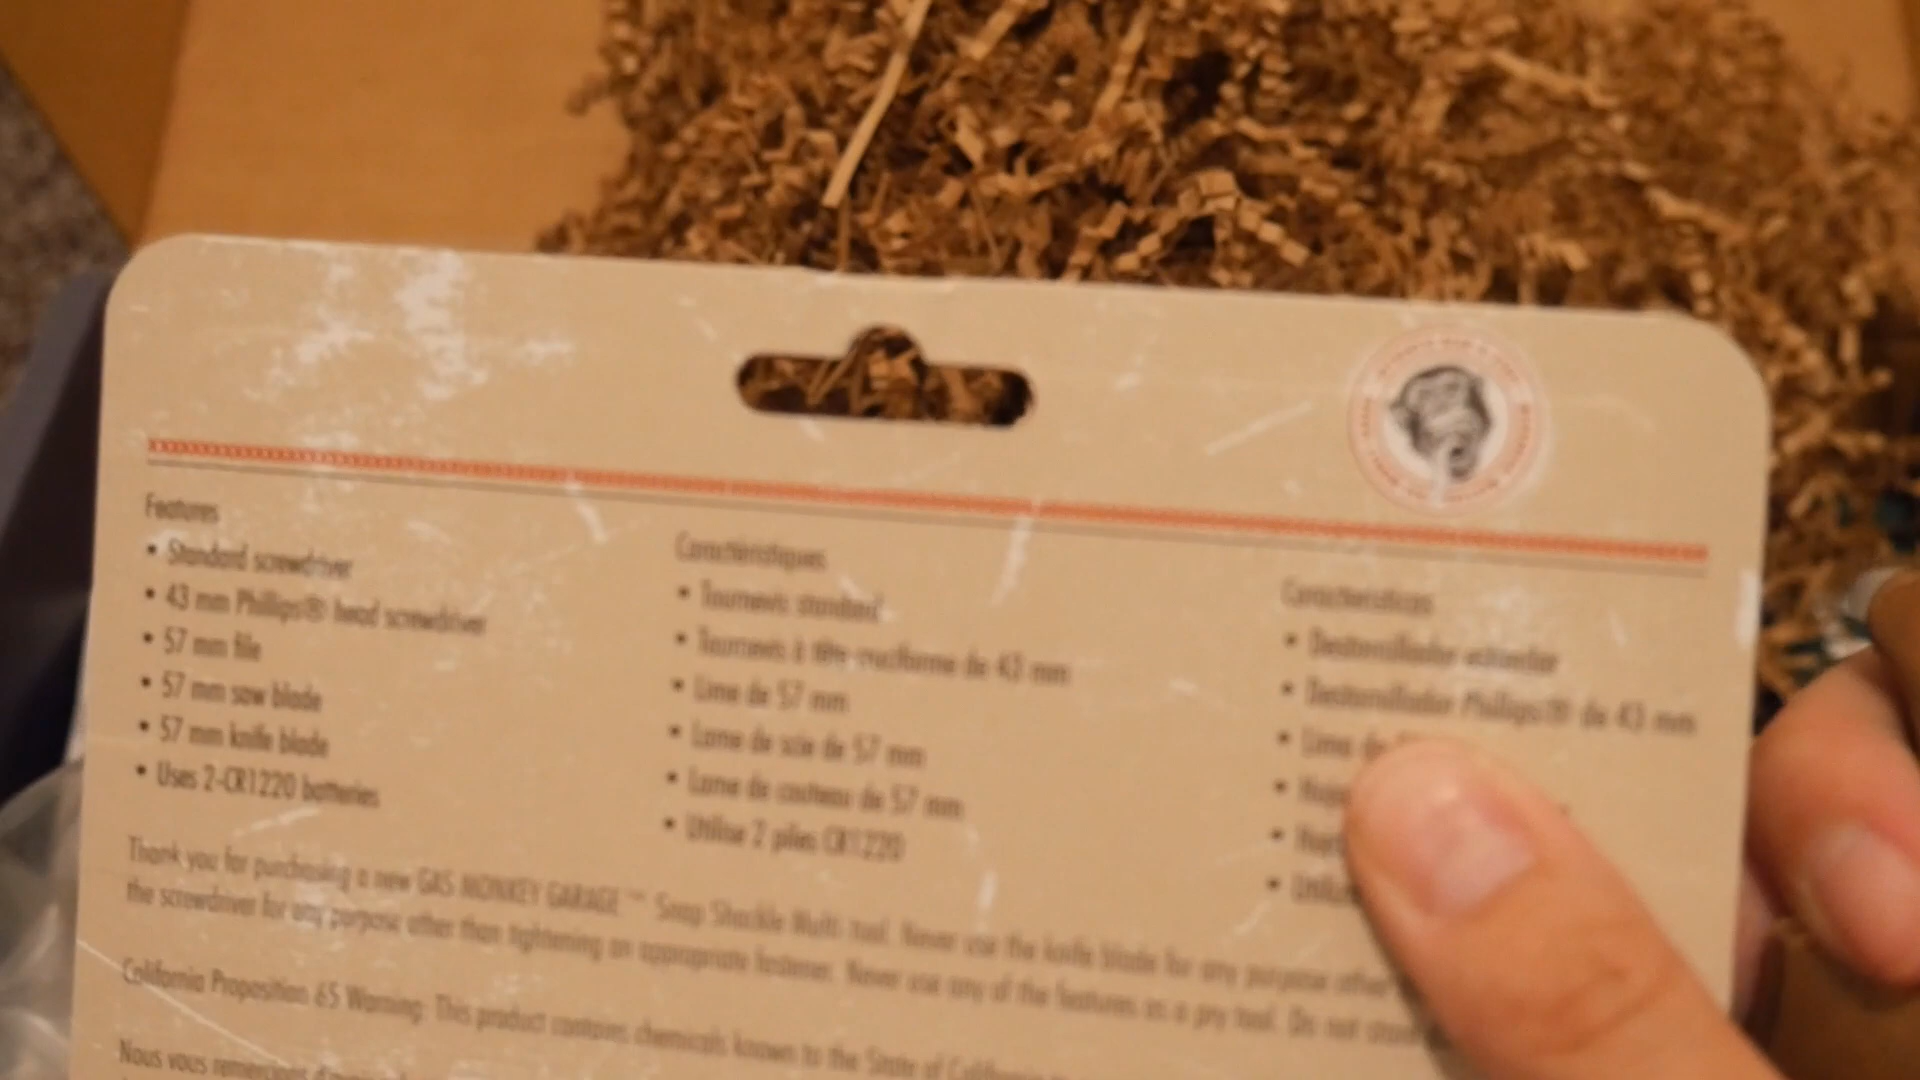 Features
• Standard screwdriver
• 43 mm Phillips® head screwdriver
• 57 mm file
• 57 mm saw blade
• 57 mm knife blade
• Uses 2-CR1220 batteries
Caractéristiques
• Tournevis standard
• Tournevis à tête cruciforme de 43 mm
• Lime de 57 mm
• Lame de scie de 57 mm
• Lame de couteau de 57 mm
• Utilise 2 piles CR1220
Características
• Destornillador estándar
• Destornillador Phillips® de 43 mm
• Lima de
Thank you for purchasing a new GAS MONKEY GARAGE™ Snap Shackle Multi tool. Never use the knife blade for any purpose other
the screwdriver for any purpose other than tightening an appropriate fastener. Never use any of the features as a pry tool. Do not
California Proposition 65 Warning: This product contains chemicals known to the State of California
Nous vous remercions